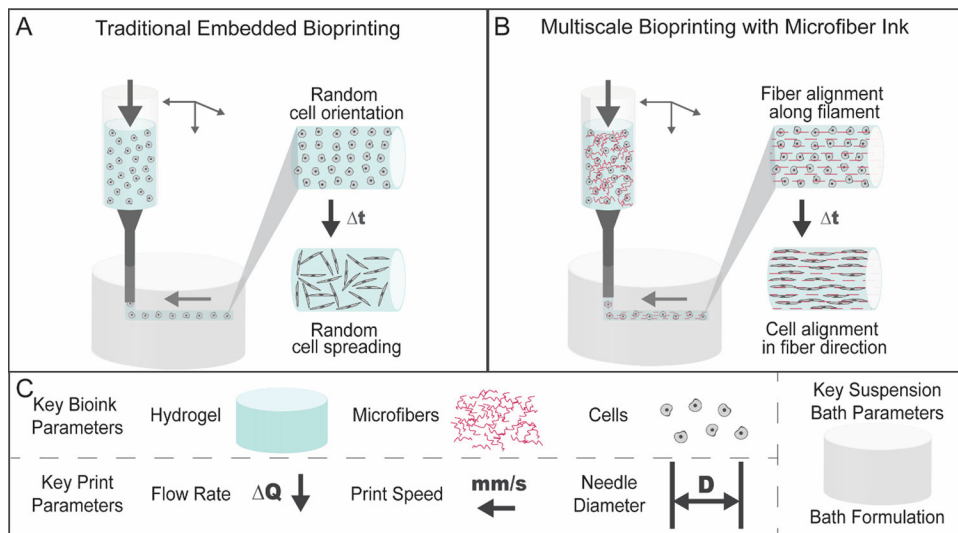 A
Traditional Embedded Bioprinting
Random
cell orientation
Δt
Random
cell spreading
B
Multiscale Bioprinting with Microfiber Ink
Fiber alignment
along filament
Δt
Cell alignment
in fiber direction
C
Key Bioink
Parameters
Hydrogel
Microfibers
Cells
Key Print
Parameters
Flow Rate
ΔQ
Print Speed
mm/s
Needle
Diameter
D
Key Suspension
Bath Parameters
Bath Formulation